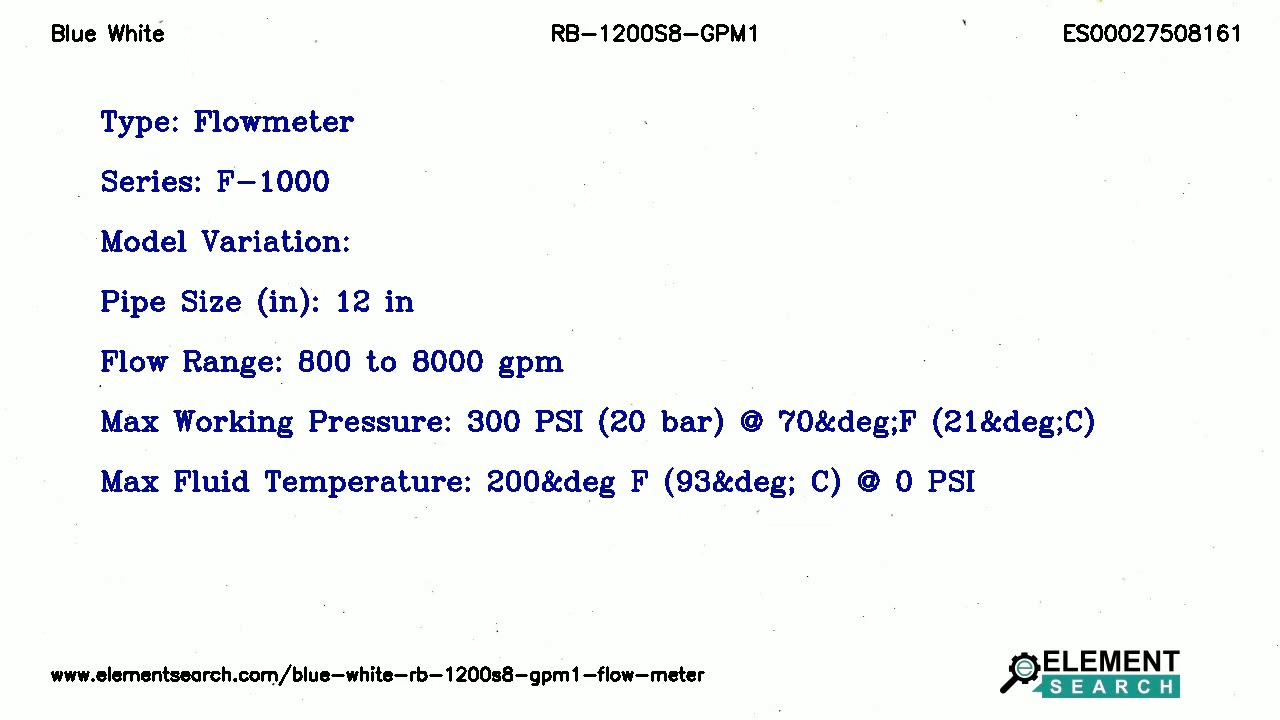 Blue White RB-1200S8-GPM1 ES00027508161
Type: Flowmeter
Series: F-1000
Model Variation:
Pipe Size (in): 12 in
Flow Range: 800 to 8000 gpm
Max Working Pressure: 300 PSI (20 bar) @ 70&deg;F (21&deg;C)
Max Fluid Temperature: 200&deg F (93&deg; C) @ 0 PSI
www.elementsearch.com/blue-white-rb-1200s8-gpm1-flow-meter
ELEMENT
SEARCH